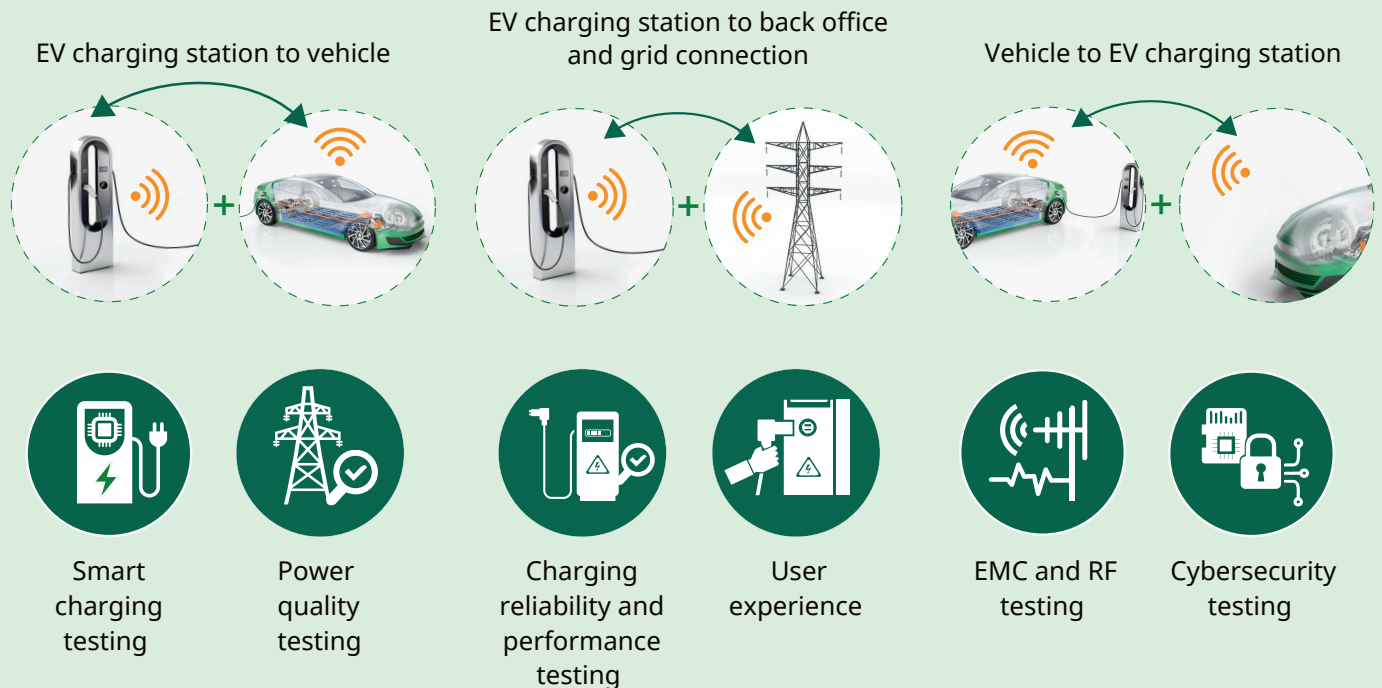 EV charging station to vehicle
EV charging station to back office
and grid connection
Vehicle to EV charging station
+
+
+
Smart
charging
testing
Power
quality
testing
Charging
reliability and
performance
testing
User
experience
EMC and RF
testing
Cybersecurity
testing